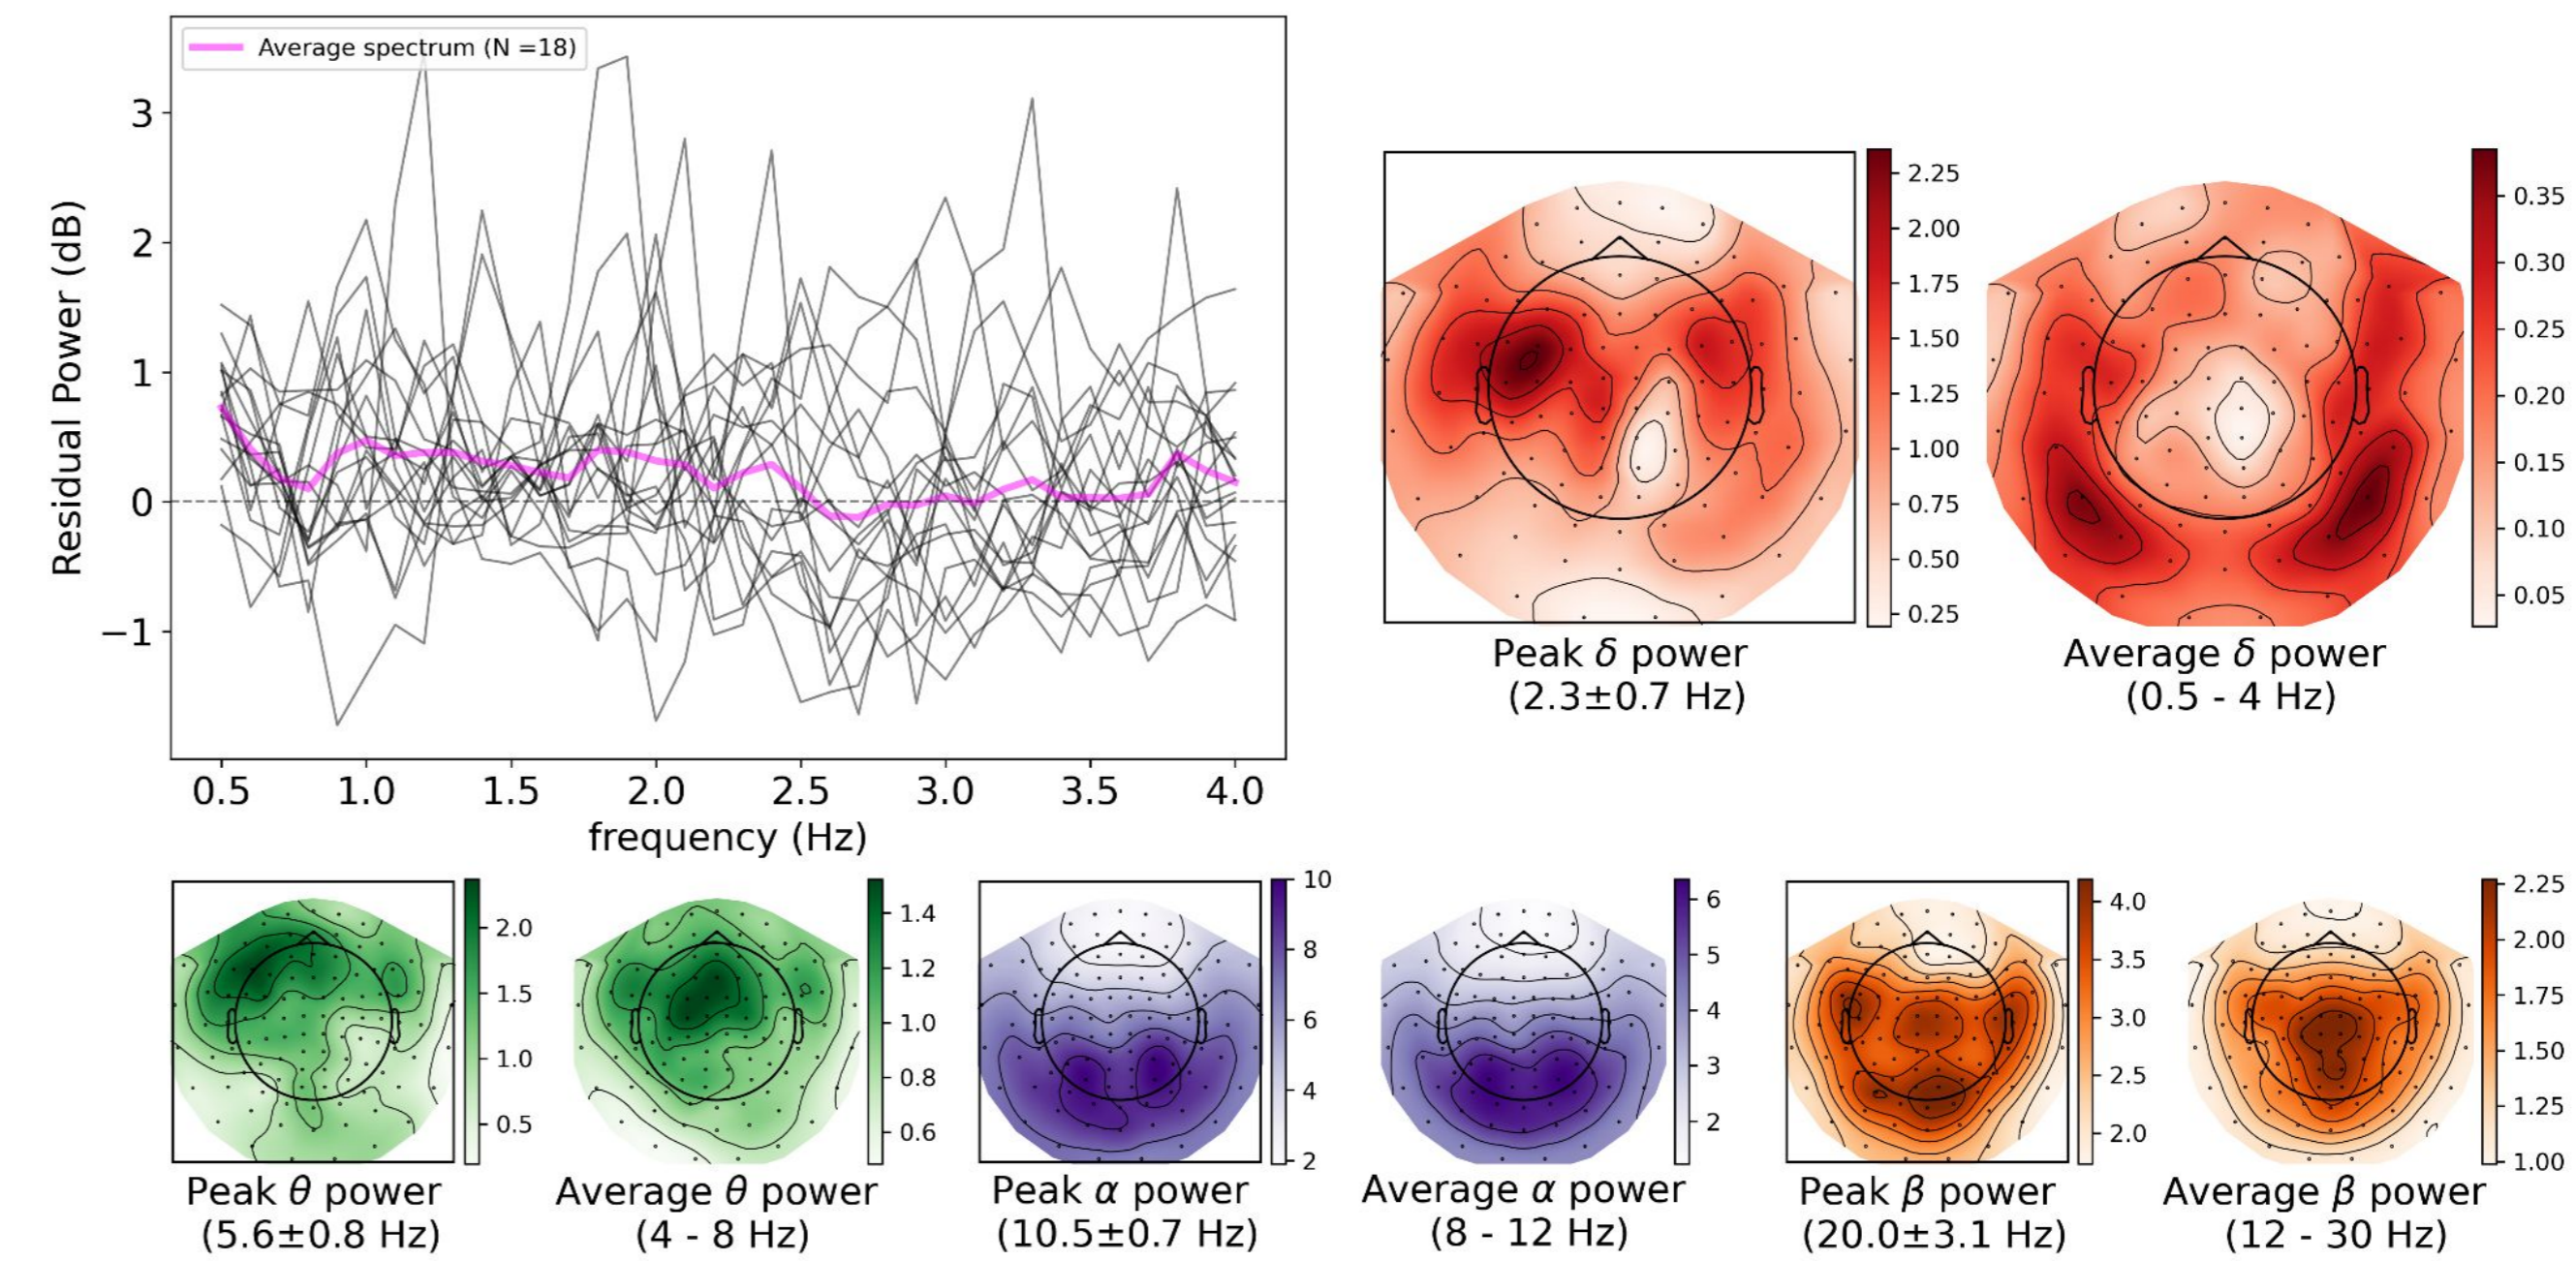 Average spectrum (N =18)
Residual Power (dB)
3
2
1
0
−1
0.5 1.0 1.5 2.0 2.5 3.0 3.5 4.0
frequency (Hz)
2.25
2.00
1.75
1.50
1.25
1.00
0.75
0.50
0.25
Peak δ power
(2.3±0.7 Hz)
0.35
0.30
0.25
0.20
0.15
0.10
0.05
Average δ power
(0.5 - 4 Hz)
2.0
1.5
1.0
0.5
Peak θ power
(5.6±0.8 Hz)
1.4
1.2
1.0
0.8
0.6
Average θ power
(4 - 8 Hz)
10
8
6
4
2
Peak α power
(10.5±0.7 Hz)
6
5
4
3
2
Average α power
(8 - 12 Hz)
4.0
3.5
3.0
2.5
2.0
Peak β power
(20.0±3.1 Hz)
2.25
2.00
1.75
1.50
1.25
1.00
Average β power
(12 - 30 Hz)